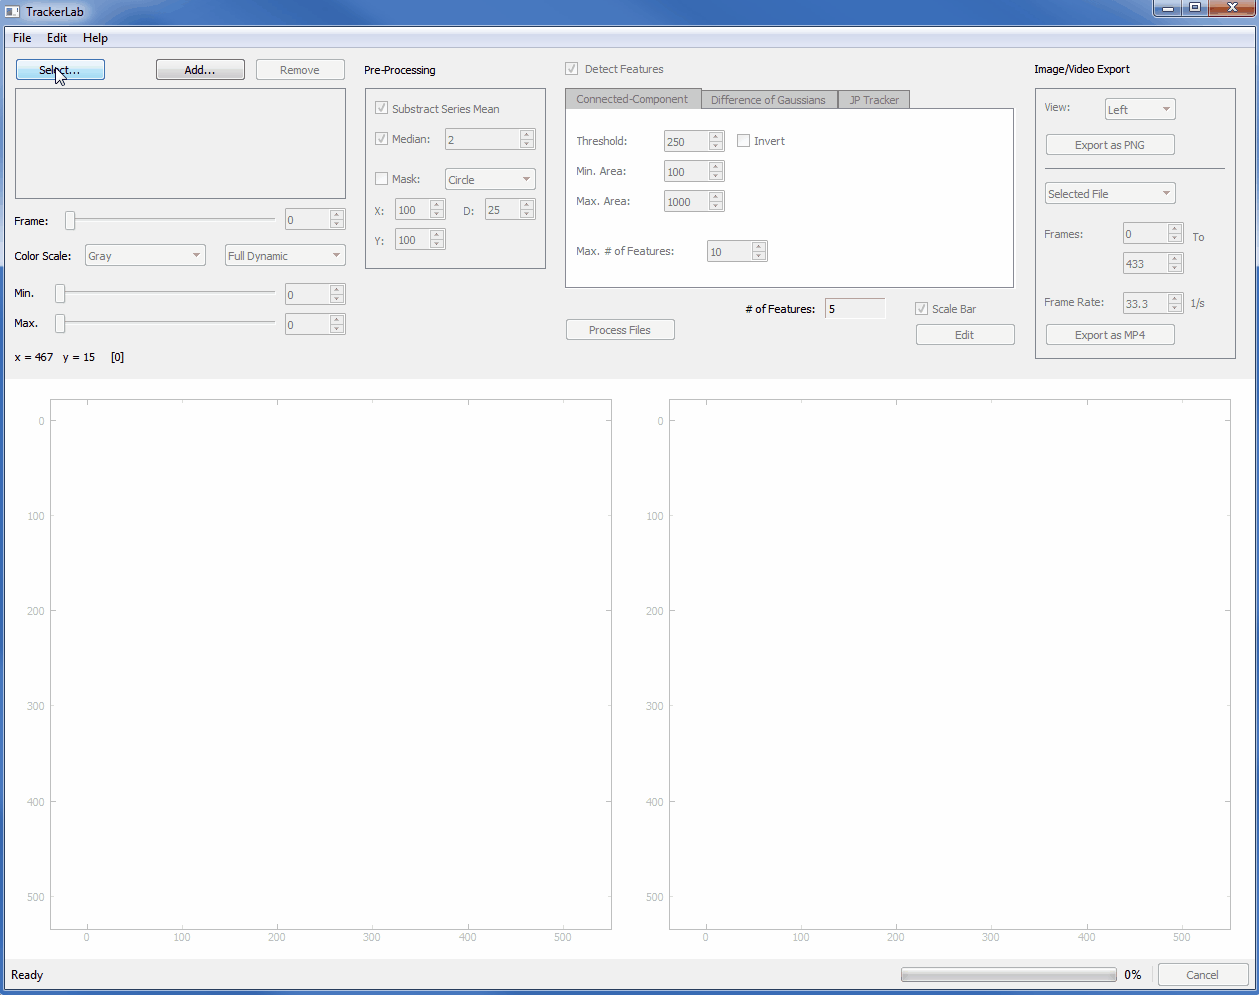 TrackerLab
File Edit Help
Select... Add... Remove
Pre-Processing
Substract Series Mean
Median: 2
Mask: Circle
X: 100 D: 25
Y: 100
Detect Features
Connected-Component Difference of Gaussians JP Tracker
Threshold: 250 Invert
Min. Area: 100
Max. Area: 1000
Max. # of Features: 10
# of Features: 5
Process Files
Scale Bar
Edit
Image/Video Export
View: Left
Export as PNG
Selected File
Frames: 0 To
433
Frame Rate: 33.3 1/s
Export as MP4
Frame: 0
Color Scale: Gray Full Dynamic
Min. 0
Max. 0
x = 467 y = 15 [0]
0
100
200
300
400
500
0 100 200 300 400 500
0
100
200
300
400
500
0 100 200 300 400 500
Ready 0% Cancel